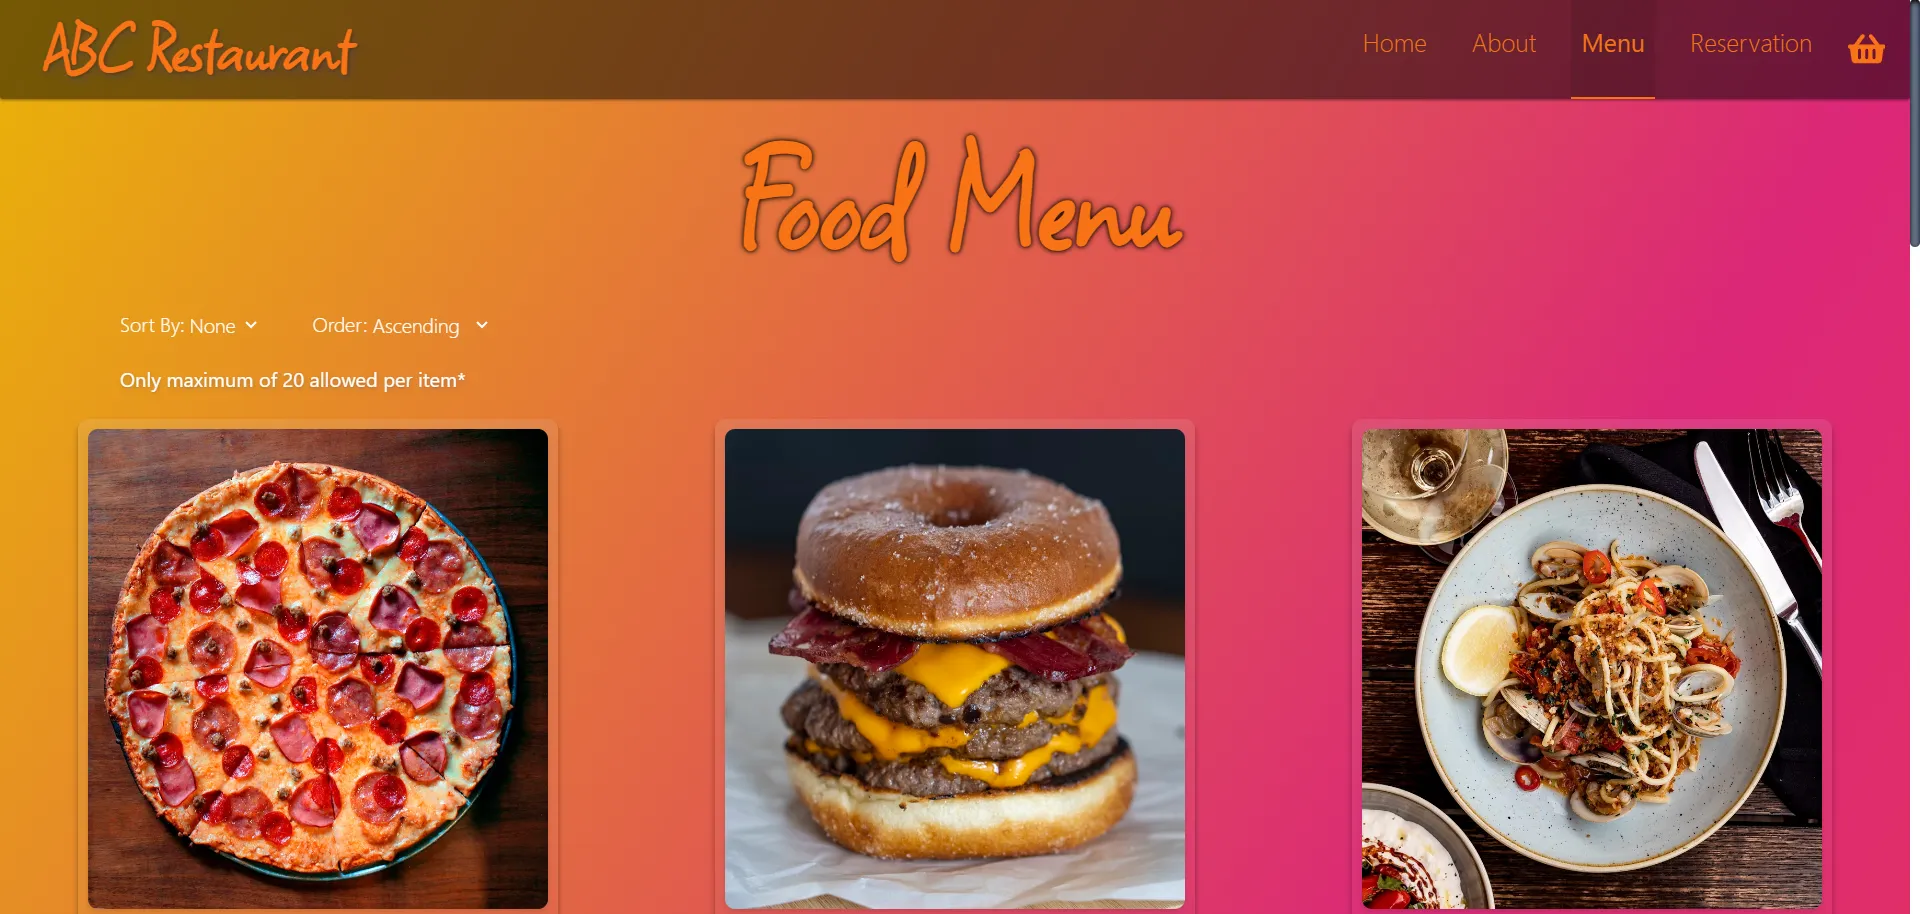 ABC Restaurant
Home About Menu Reservation
Food Menu
Sort By: None Order: Ascending
Only maximum of 20 allowed per item*